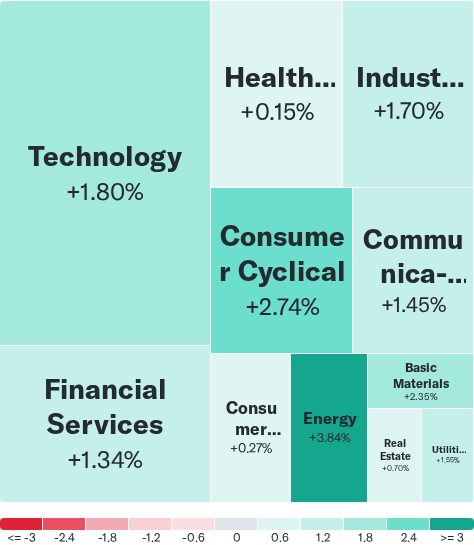 Technology
+1.80%
Health...
+0.15%
Indust...
+1.70%
Consume
r Cyclical
+2.74%
Commu
nica-...
+1.45%
Financial
Services
+1.34%
Consu
mer...
+0.27%
Energy
+3.84%
Basic
Materials
+2.35%
Real
Estate
+0.70%
Utiliti...
+1.55%
<= -3 -2.4 -1.8 -1.2 -0.6 0 0.6 1.2 1.8 2.4 >= 3